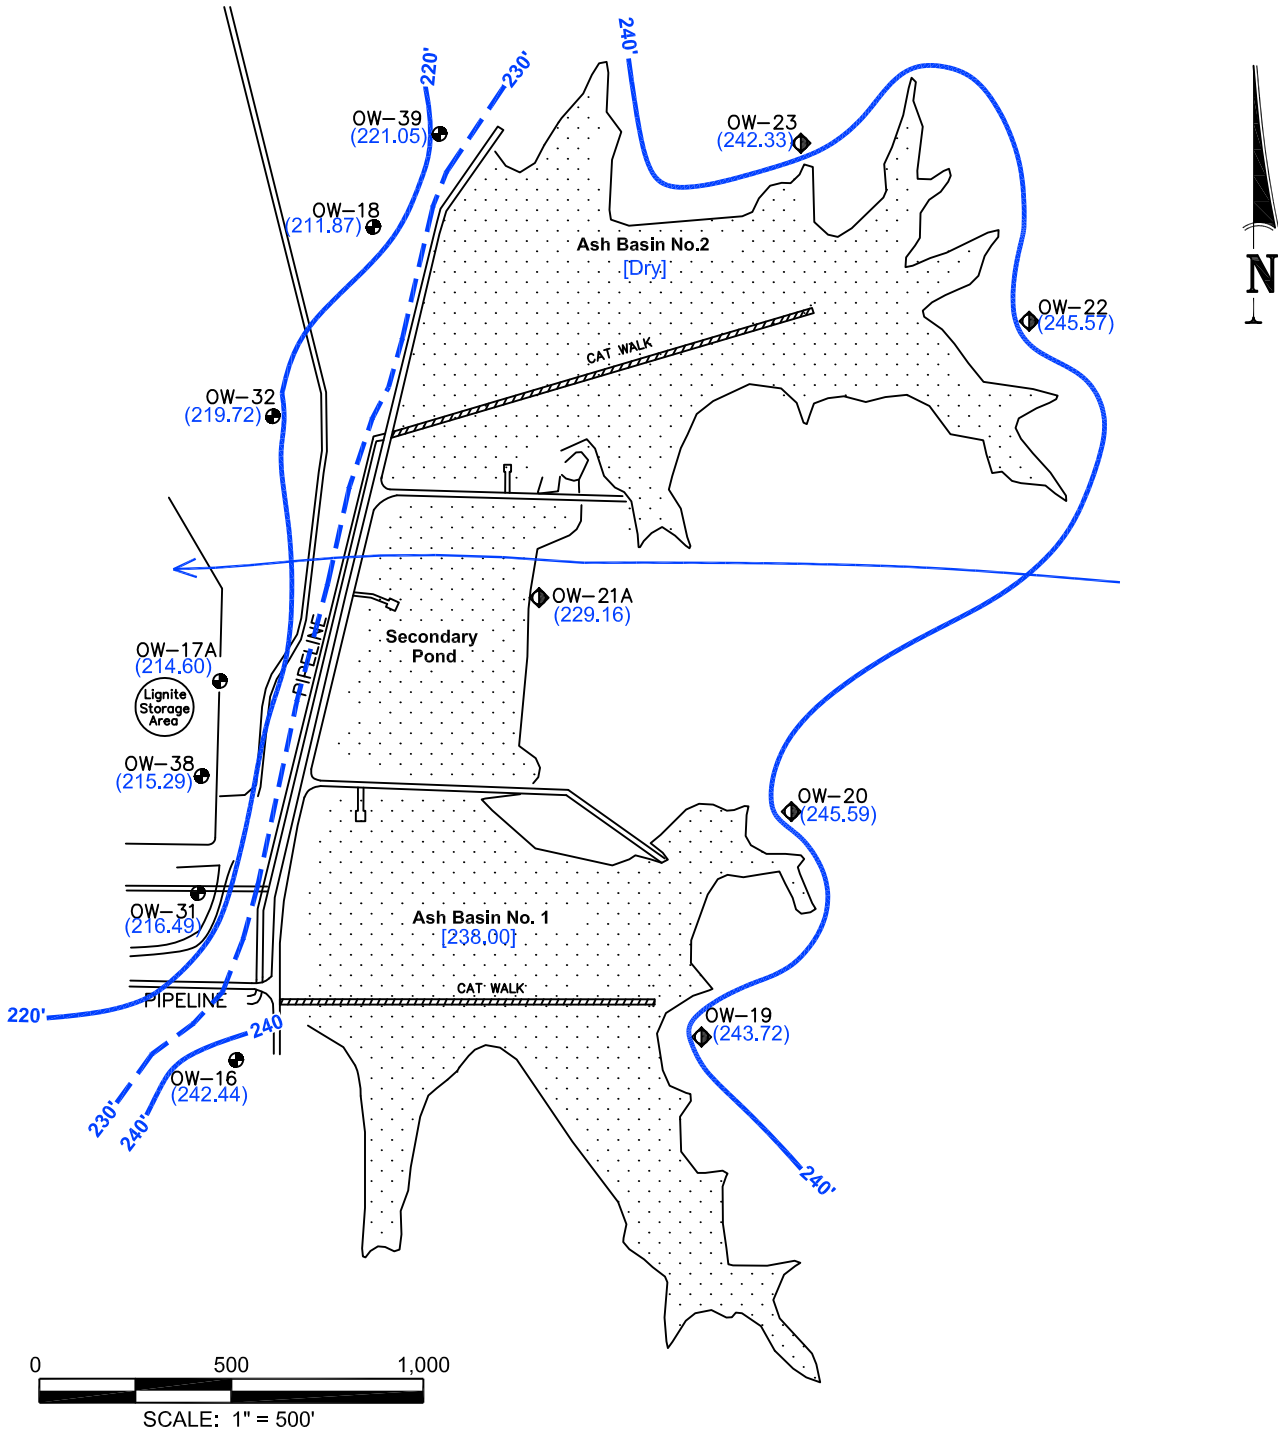 240'
220'
230'
OW-39
(221.05)
OW-23
(242.33)
OW-18
(211.87)
Ash Basin No.2
[Dry]
N
OW-22
(245.57)
CAT WALK
OW-32
(219.72)
OW-21A
(229.16)
PIPELINE
Secondary
Pond
OW-17A
(214.60)
Lignite
Storage
Area
OW-38
(215.29)
OW-20
(245.59)
OW-31
(216.49)
Ash Basin No. 1
[238.00]
CAT WALK
PIPELINE
220'
240
OW-19
(243.72)
OW-16
(242.44)
230'
240'
240'
0 500 1,000
SCALE: 1" = 500'